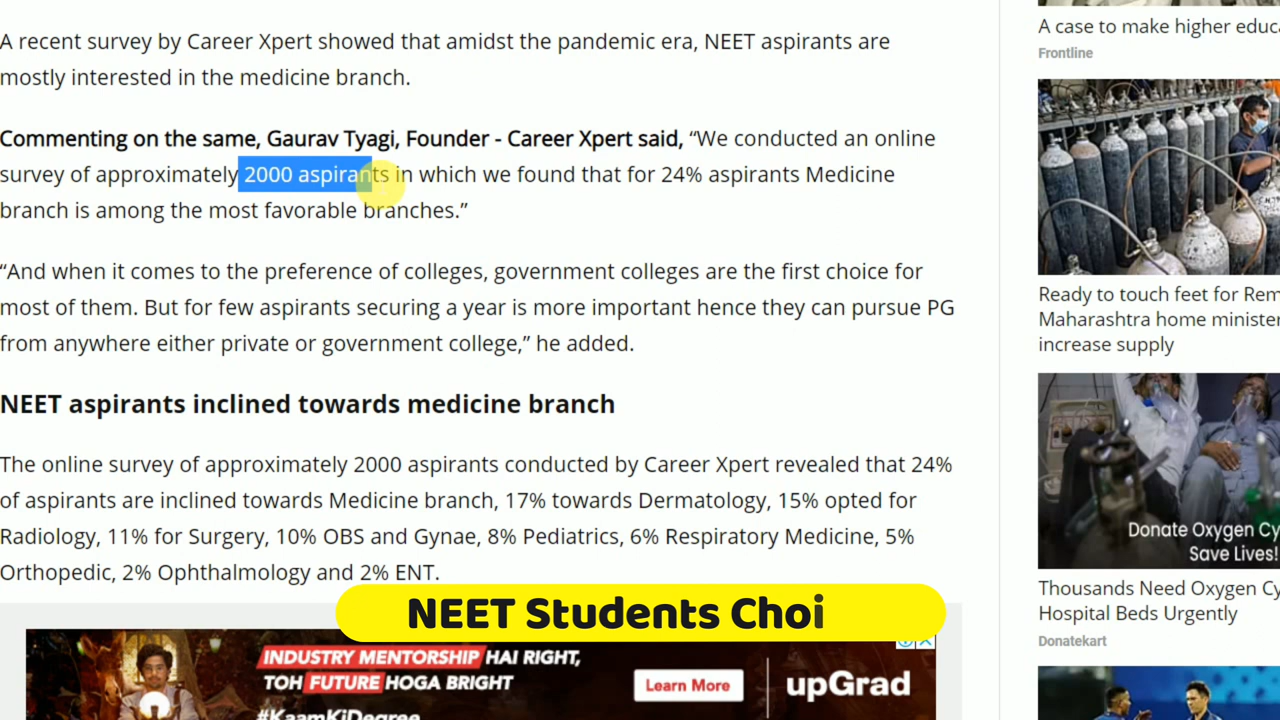 A recent survey by Career Xpert showed that amidst the pandemic era, NEET aspirants are
mostly interested in the medicine branch.
Commenting on the same, Gaurav Tyagi, Founder - Career Xpert said, “We conducted an online
survey of approximately 2000 aspirants in which we found that for 24% aspirants Medicine
branch is among the most favorable branches.”
“And when it comes to the preference of colleges, government colleges are the first choice for
most of them. But for few aspirants securing a year is more important hence they can pursue PG
from anywhere either private or government college,” he added.
NEET aspirants inclined towards medicine branch
The online survey of approximately 2000 aspirants conducted by Career Xpert revealed that 24%
of aspirants are inclined towards Medicine branch, 17% towards Dermatology, 15% opted for
Radiology, 11% for Surgery, 10% OBS and Gynae, 8% Pediatrics, 6% Respiratory Medicine, 5%
Orthopedic, 2% Ophthalmology and 2% ENT.
NEET Students Choi
INDUSTRY MENTORSHIP HAI RIGHT,
TOH FUTURE HOGA BRIGHT
#KaamKiDegree
Learn More
upGrad
A case to make higher educ
Frontline
Ready to touch feet for Rem
Maharashtra home minister
increase supply
Donate Oxygen Cy
Save Lives!
Thousands Need Oxygen Cy
Hospital Beds Urgently
Donatekart